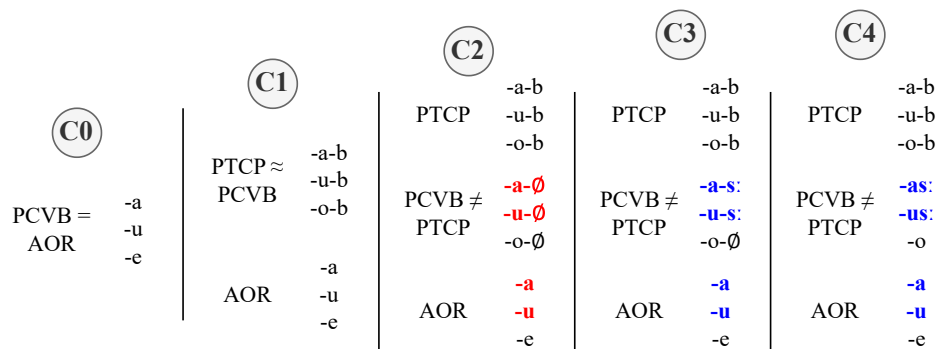 C0
PCVB =
AOR
-a
-u
-e
C1
PTCP ≈
PCVB
-a-b
-u-b
-o-b
AOR
-a
-u
-e
C2
PTCP
-a-b
-u-b
-o-b
PCVB ≠
PTCP
-a-Ø
-u-Ø
-o-Ø
AOR
-a
-u
-e
C3
PTCP
-a-b
-u-b
-o-b
PCVB ≠
PTCP
-a-sː
-u-sː
-o-Ø
AOR
-a
-u
-e
C4
PTCP
-a-b
-u-b
-o-b
PCVB ≠
PTCP
-asː
-usː
-o
AOR
-a
-u
-e